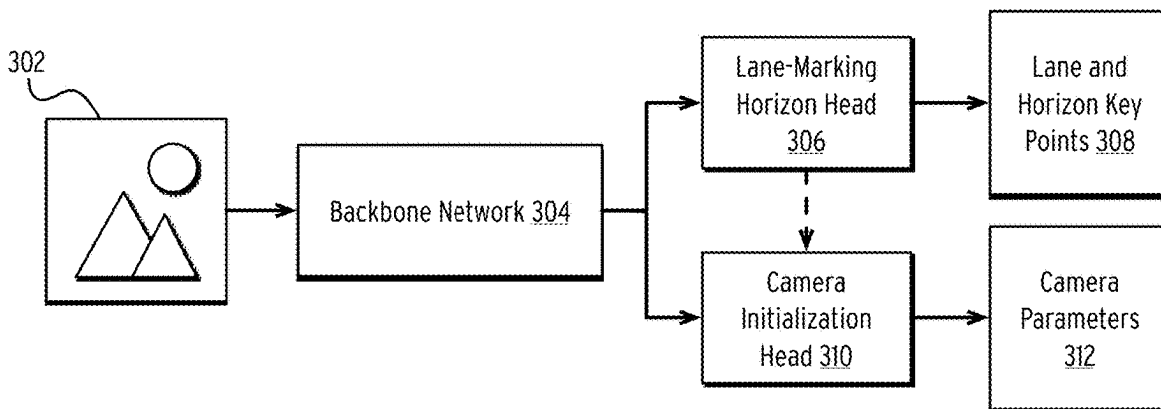 302
Backbone Network 304
Lane-Marking
Horizon Head
306
Lane and
Horizon Key
Points 308
Camera
Initialization
Head 310
Camera
Parameters
312